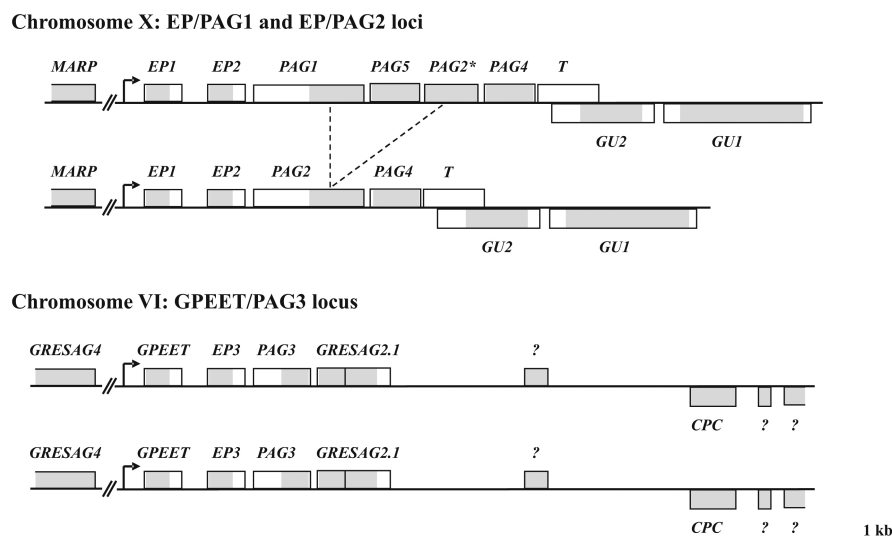 Chromosome X: EP/PAG1 and EP/PAG2 loci
MARP EP1 EP2 PAG1 PAG5 PAG2* PAG4 T
GU2 GU1
MARP EP1 EP2 PAG2 PAG4 T
GU2 GU1
Chromosome VI: GPEET/PAG3 locus
GRESAG4 GPEET EP3 PAG3 GRESAG2.1 ?
CPC ? ?
GRESAG4 GPEET EP3 PAG3 GRESAG2.1 ?
CPC ? ?
1 kb